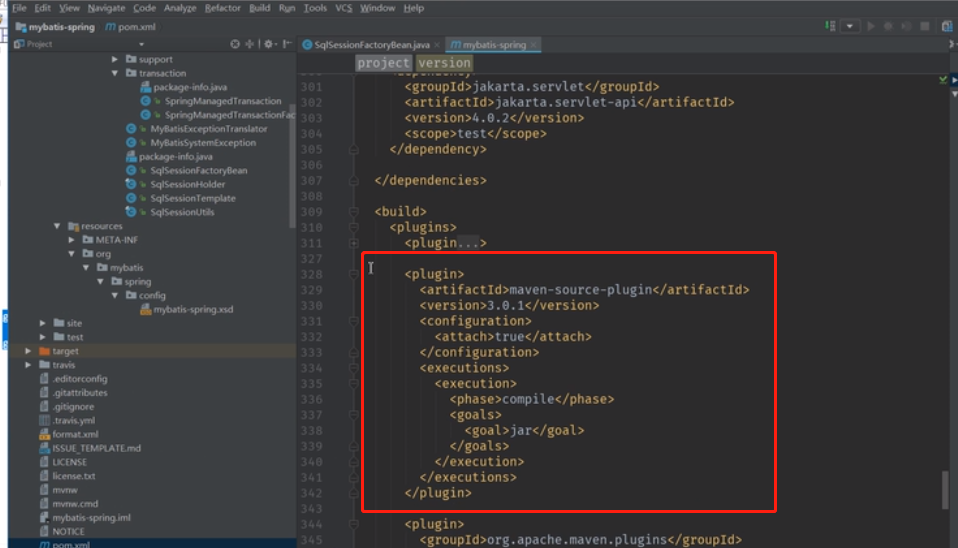 File Edit View Navigate Code Analyze Refactor Build Run Tools VCS Window Help
mybatis-spring pom.xml
Project
SqlSessionFactoryBean.java mybatis-spring
project version
support
transaction
package-info.java
SpringManagedTransaction
SpringManagedTransactionFac
MyBatisExceptionTranslator
MyBatisSystemException
package-info.java
SqlSessionFactoryBean
SqlSessionHolder
SqlSessionTemplate
SqlSessionUtils
resources
META-INF
org
mybatis
spring
config
mybatis-spring.xsd
site
test
target
travis
.editorconfig
.gitattributes
.gitignore
.travis.yml
format.xml
ISSUE_TEMPLATE.md
LICENSE
license.txt
mvnw
mvnw.cmd
mybatis-spring.iml
NOTICE
pom.xml
301 <groupId>jakarta.servlet</groupId>
302 <artifactId>jakarta.servlet-api</artifactId>
303 <version>4.0.2</version>
304 <scope>test</scope>
305 </dependency>
306
307 </dependencies>
308
309 <build>
310 <plugins>
311 <plugin...>
327
328 <plugin>
329 <artifactId>maven-source-plugin</artifactId>
330 <version>3.0.1</version>
331 <configuration>
332 <attach>true</attach>
333 </configuration>
334 <executions>
335 <execution>
336 <phase>compile</phase>
337 <goals>
338 <goal>jar</goal>
339 </goals>
340 </execution>
341 </executions>
342 </plugin>
343
344 <plugin>
345 <groupId>org.apache.maven.plugins</groupId>